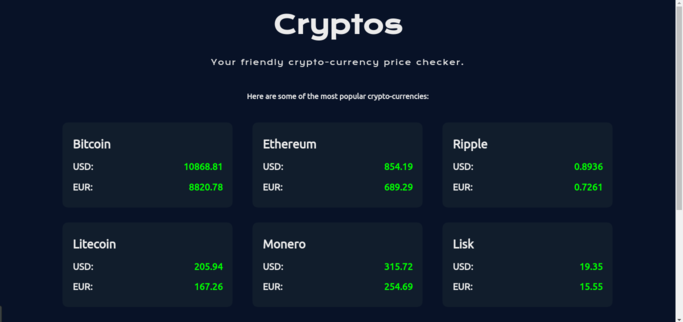 Cryptos
Your friendly crypto-currency price checker.
Here are some of the most popular crypto-currencies:
Bitcoin
USD: 10868.81
EUR: 8820.78
Ethereum
USD: 854.19
EUR: 689.29
Ripple
USD: 0.8936
EUR: 0.7261
Litecoin
USD: 205.94
EUR: 167.26
Monero
USD: 315.72
EUR: 254.69
Lisk
USD: 19.35
EUR: 15.55